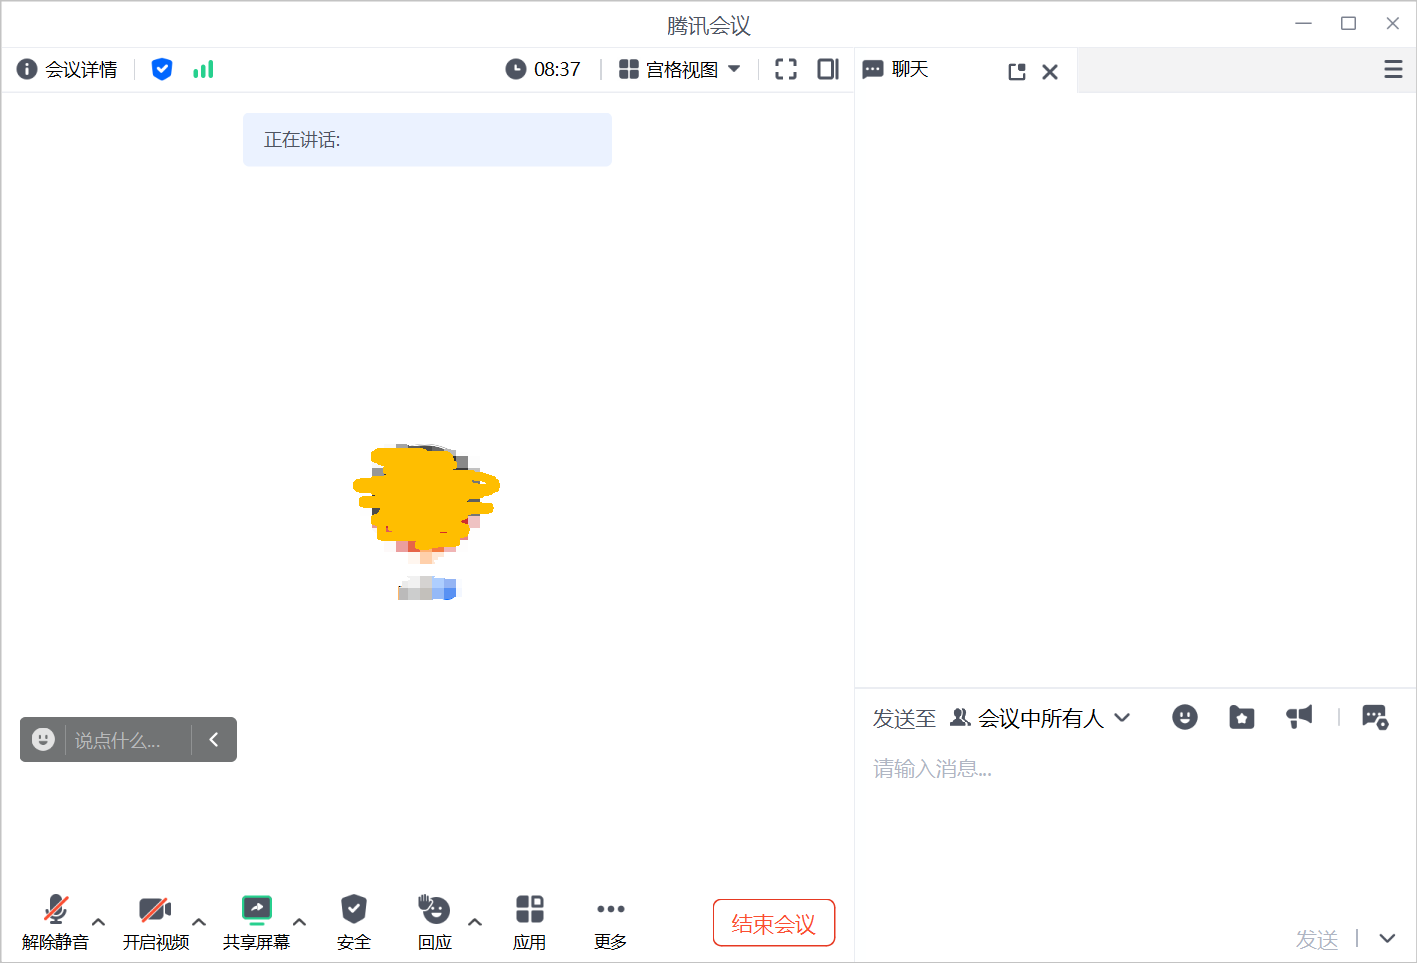 腾讯会议
会议详情
08:37
宫格视图
聊天
正在讲话:
说点什么...
发送至
会议中所有人
请输入消息...
解除静音
开启视频
共享屏幕
安全
回应
应用
更多
结束会议
发送